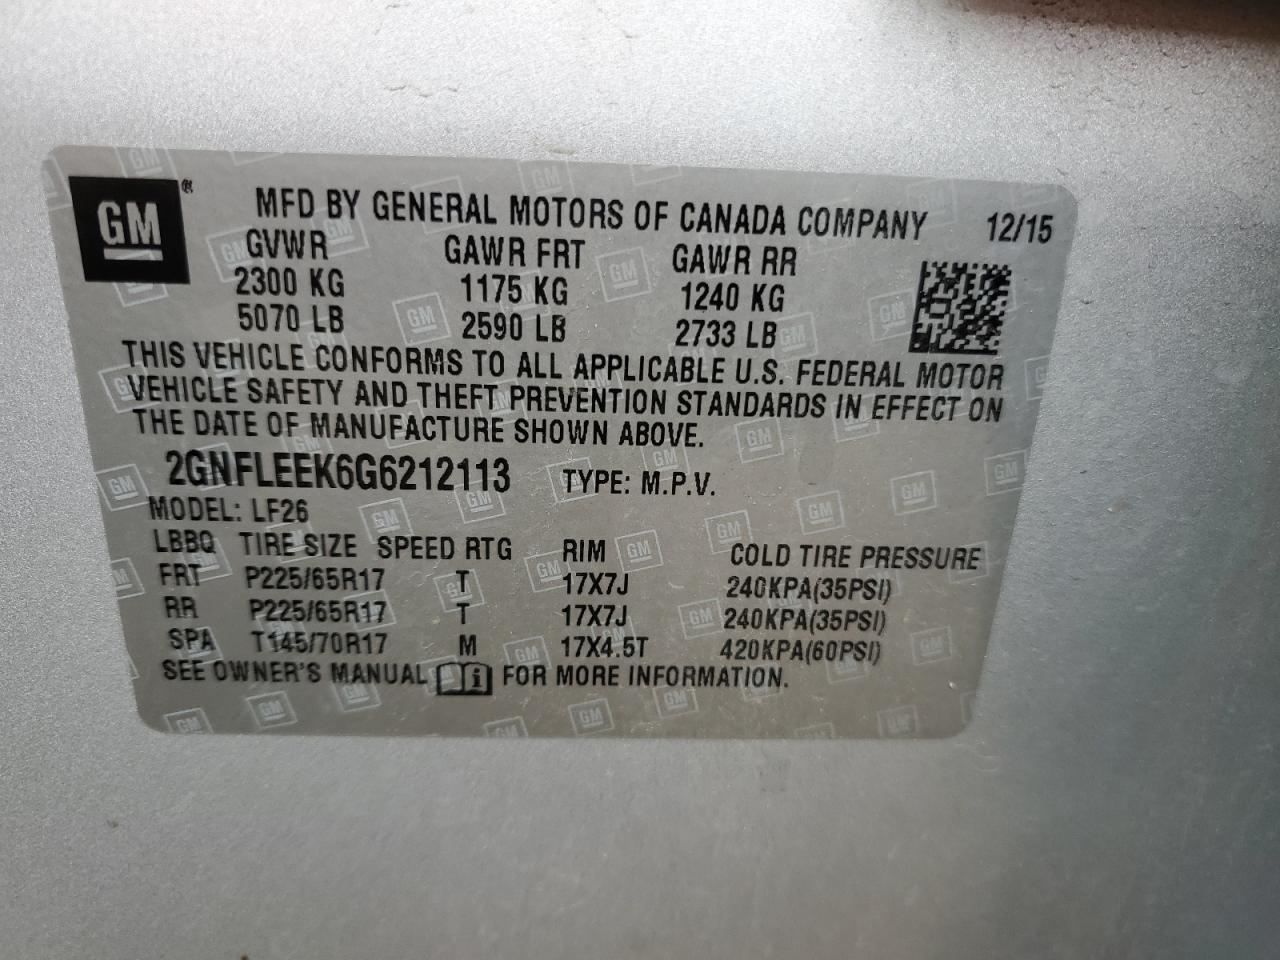 GM®
MFD BY GENERAL MOTORS OF CANADA COMPANY 12/15
GVWR GAWR FRT GAWR RR
2300 KG 1175 KG 1240 KG
5070 LB 2590 LB 2733 LB
THIS VEHICLE CONFORMS TO ALL APPLICABLE U.S. FEDERAL MOTOR
VEHICLE SAFETY AND THEFT PREVENTION STANDARDS IN EFFECT ON
THE DATE OF MANUFACTURE SHOWN ABOVE.
2GNFLEEK6G6212113 TYPE: M.P.V.
MODEL: LF26
LBBQ TIRE SIZE SPEED RTG RIM COLD TIRE PRESSURE
FRT P225/65R17 T 17X7J 240KPA(35PSI)
RR P225/65R17 T 17X7J 240KPA(35PSI)
SPA T145/70R17 M 17X4.5T 420KPA(60PSI)
SEE OWNER'S MANUAL i FOR MORE INFORMATION.